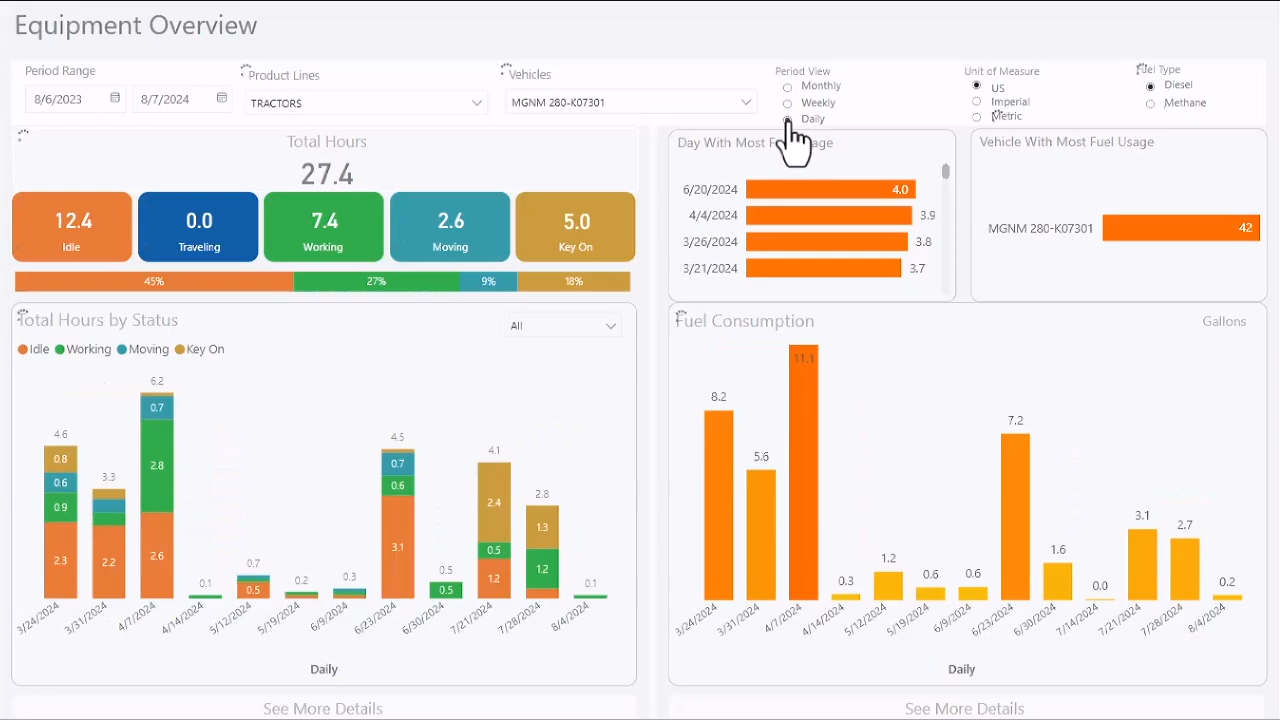 Equipment Overview
Period Range
8/6/2023
8/7/2024
Product Lines
TRACTORS
Vehicles
MGNM 280-K07301
Period View
Monthly
Weekly
Daily
Unit of Measure
US
Imperial
Metric
Fuel Type
Diesel
Methane
Total Hours
27.4
12.4
Idle
0.0
Traveling
7.4
Working
2.6
Moving
5.0
Key On
45%
27%
9%
18%
Day With Most
6/20/2024 4.0
4/4/2024 3.9
3/26/2024 3.8
3/21/2024 3.7
Vehicle With Most Fuel Usage
MGNM 280-K07301 42
Total Hours by Status
All
Idle Working Moving Key On
4.6
0.8
0.6
0.9
2.3
3.3
2.2
6.2
0.7
2.8
2.6
0.1
0.7
0.5
0.2
0.3
4.5
0.7
0.6
3.1
0.5
0.5
4.1
2.4
0.5
1.2
2.8
1.3
1.2
0.1
3/24/2024
3/31/2024
4/7/2024
4/14/2024
5/12/2024
5/19/2024
6/9/2024
6/23/2024
6/30/2024
7/21/2024
7/28/2024
8/4/2024
Daily
Fuel Consumption
Gallons
8.2
5.6
11.1
0.3
1.2
0.6
0.6
7.2
1.6
0.0
3.1
2.7
0.2
3/24/2024
3/31/2024
4/7/2024
4/14/2024
5/12/2024
5/19/2024
6/9/2024
6/23/2024
6/30/2024
7/14/2024
7/21/2024
7/28/2024
8/4/2024
Daily
See More Details
See More Details